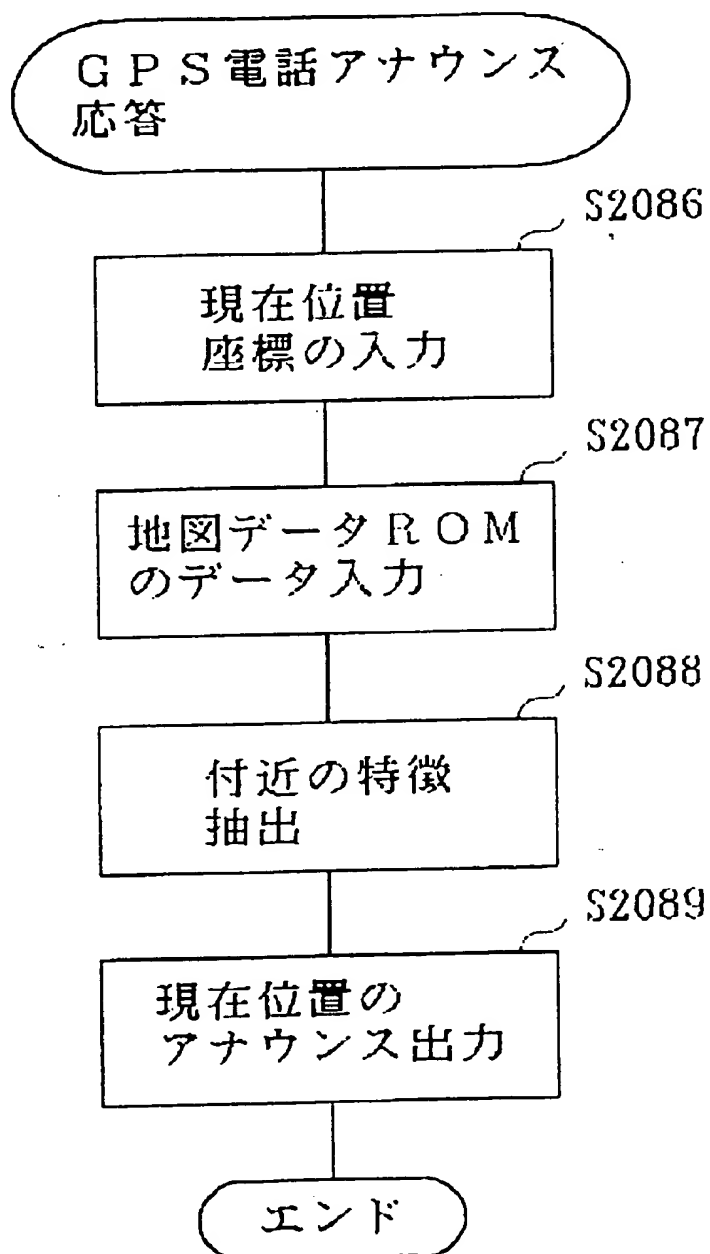 ＧＰＳ電話アナウンス
応答
S2086
現在位置
座標の入力
S2087
地図データＲＯＭ
のデータ入力
S2088
付近の特徴
抽出
S2089
現在位置の
アナウンス出力
エンド